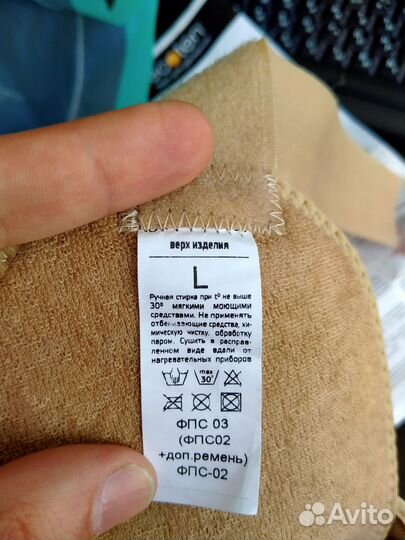 верх изделия
L
Ручная стирка при t° не выше
30° мягкими моющими
средствами. Не применять
отбеливающие средства, хи-
мическую чистку, обработку
паром. Сушить в расправ-
ленном виде вдали от
нагревательных приборов
max
30°
ФПС 03
(ФПС02
+доп.ремень)
ФПС-02
Avito